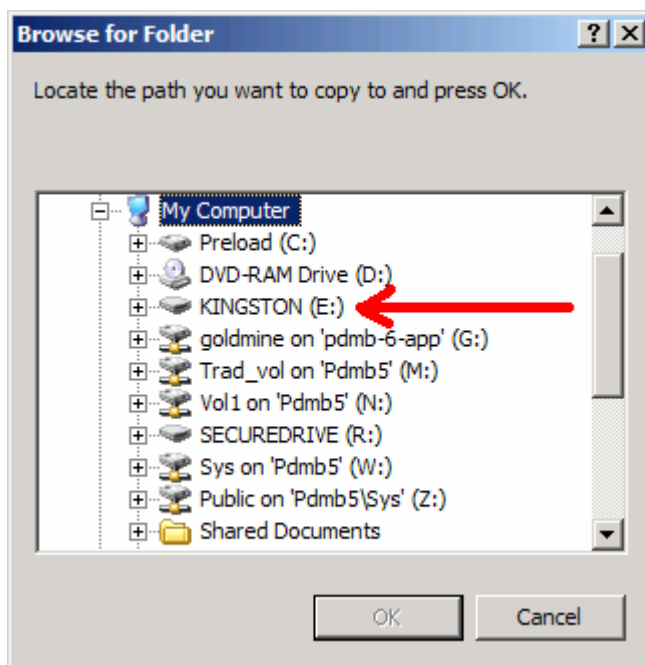 Browse for Folder
Locate the path you want to copy to and press OK.
My Computer
Preload (C:)
DVD-RAM Drive (D:)
KINGSTON (E:)
goldmine on 'pdmb-6-app' (G:)
Trad_vol on 'Pdmb5' (M:)
Vol1 on 'Pdmb5' (N:)
SECUREDRIVE (R:)
Sys on 'Pdmb5' (W:)
Public on 'Pdmb5\Sys' (Z:)
Shared Documents
OK Cancel